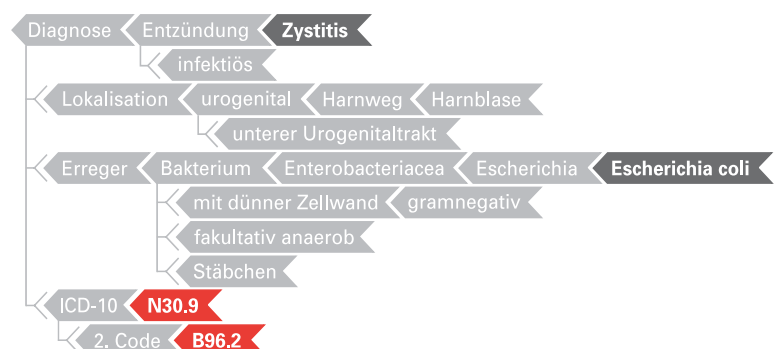 Diagnose Entzündung Zystitis
infektiös
Lokalisation urogenital Harnweg Harnblase
unterer Urogenitaltrakt
Erreger Bakterium Enterobacteriacea Escherichia Escherichia coli
mit dünner Zellwand gramnegativ
fakultativ anaerob
Stäbchen
ICD-10 N30.9
2. Code B96.2